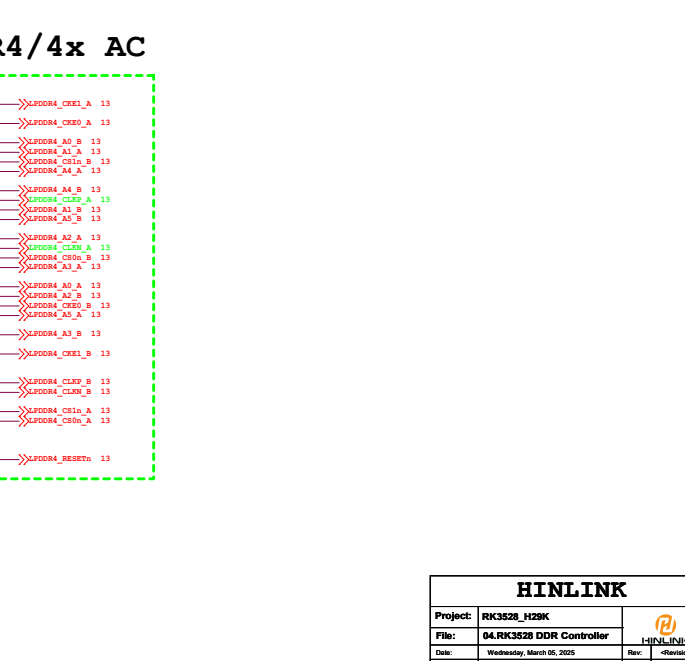 R4/4x AC
LPDDR4_CKE1_A 13
LPDDR4_CKE0_A 13
LPDDR4_A0_B 13
LPDDR4_A1_A 13
LPDDR4_CS1n_B 13
LPDDR4_A4_A 13
LPDDR4_A4_B 13
LPDDR4_CLKP_A 13
LPDDR4_A1_B 13
LPDDR4_A5_B 13
LPDDR4_A2_A 13
LPDDR4_CLKN_A 13
LPDDR4_CS0n_B 13
LPDDR4_A3_A 13
LPDDR4_A0_A 13
LPDDR4_A2_B 13
LPDDR4_CKE0_B 13
LPDDR4_A5_A 13
LPDDR4_A3_B 13
LPDDR4_CKE1_B 13
LPDDR4_CLKP_B 13
LPDDR4_CLKN_B 13
LPDDR4_CS1n_A 13
LPDDR4_CS0n_A 13
LPDDR4_RESETn 13
HINLINK
Project: RK3528_H29K
File: 04.RK3528 DDR Controller
HINLINK
Date: Wednesday, March 05, 2025 Rev: <Revisio